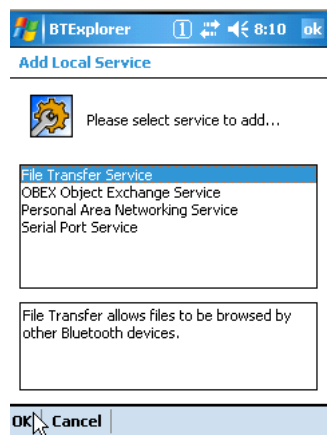 BTExplorer 1 8:10 ok
Add Local Service
Please select service to add...
File Transfer Service
OBEX Object Exchange Service
Personal Area Networking Service
Serial Port Service
File Transfer allows files to be browsed by
other Bluetooth devices.
OK Cancel